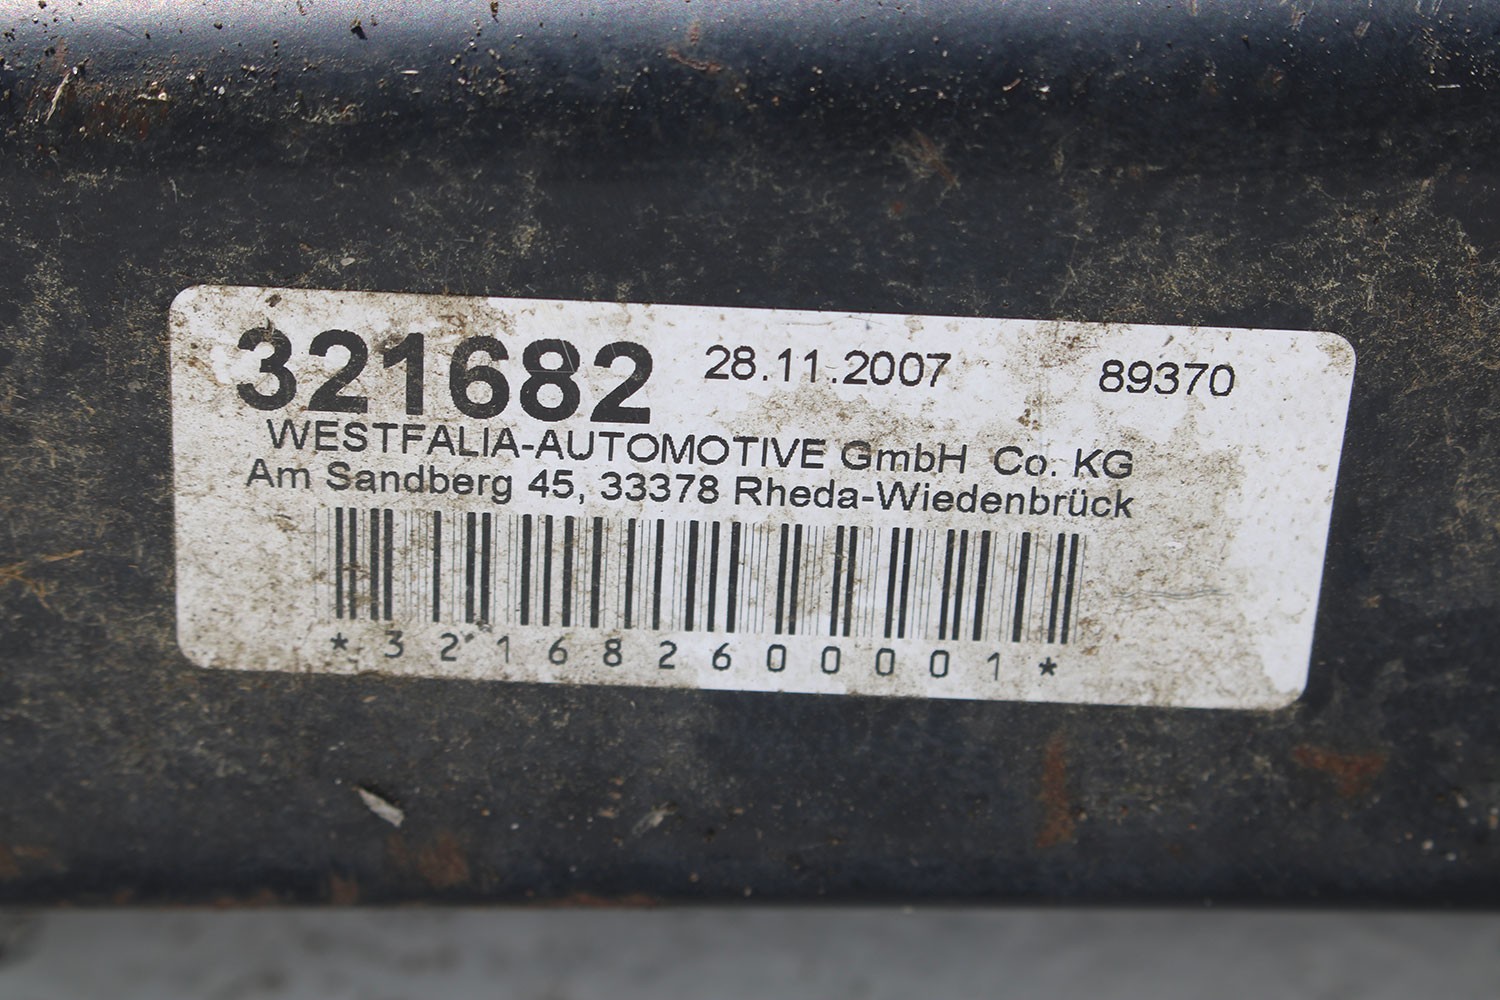 321682 28.11.2007 89370
WESTFALIA-AUTOMOTIVE GmbH Co. KG
Am Sandberg 45, 33378 Rheda-Wiedenbrück
*321682600001*